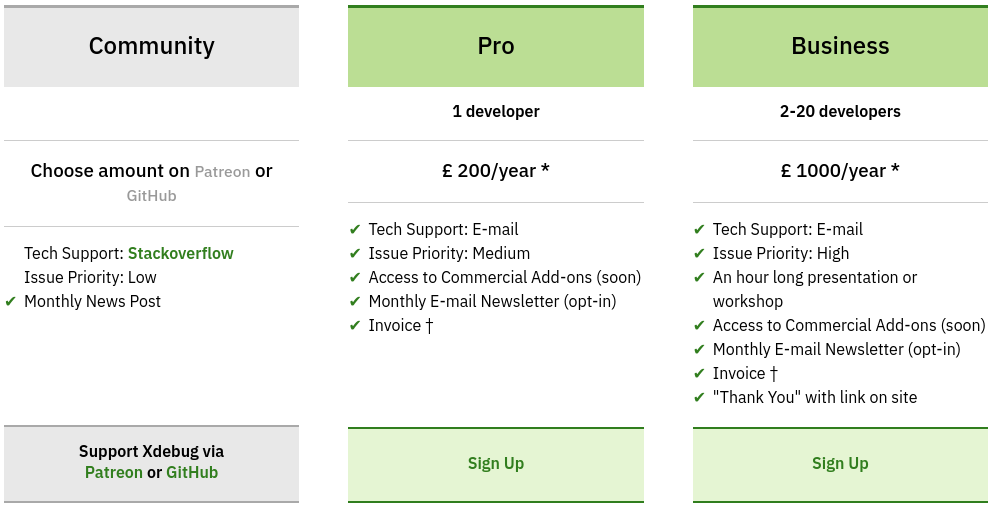 Community
Choose amount on Patreon or
GitHub
Tech Support: Stackoverflow
Issue Priority: Low
✔ Monthly News Post
Support Xdebug via
Patreon or GitHub
Pro
1 developer
£ 200/year *
✔ Tech Support: E-mail
✔ Issue Priority: Medium
✔ Access to Commercial Add-ons (soon)
✔ Monthly E-mail Newsletter (opt-in)
✔ Invoice †
Sign Up
Business
2-20 developers
£ 1000/year *
✔ Tech Support: E-mail
✔ Issue Priority: High
✔ An hour long presentation or
workshop
✔ Access to Commercial Add-ons (soon)
✔ Monthly E-mail Newsletter (opt-in)
✔ Invoice †
✔ "Thank You" with link on site
Sign Up